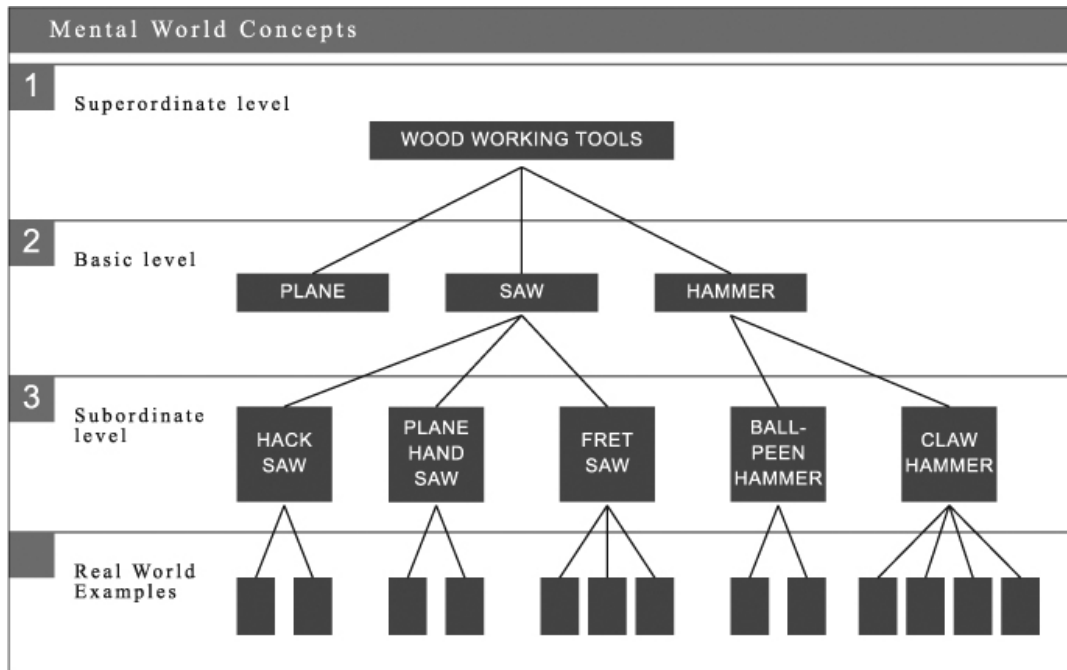 Mental World Concepts
1
Superordinate level
WOOD WORKING TOOLS
2
Basic level
PLANE
SAW
HAMMER
3
Subordinate
level
HACK
SAW
PLANE
HAND
SAW
FRET
SAW
BALL-
PEEN
HAMMER
CLAW
HAMMER
Real World
Examples